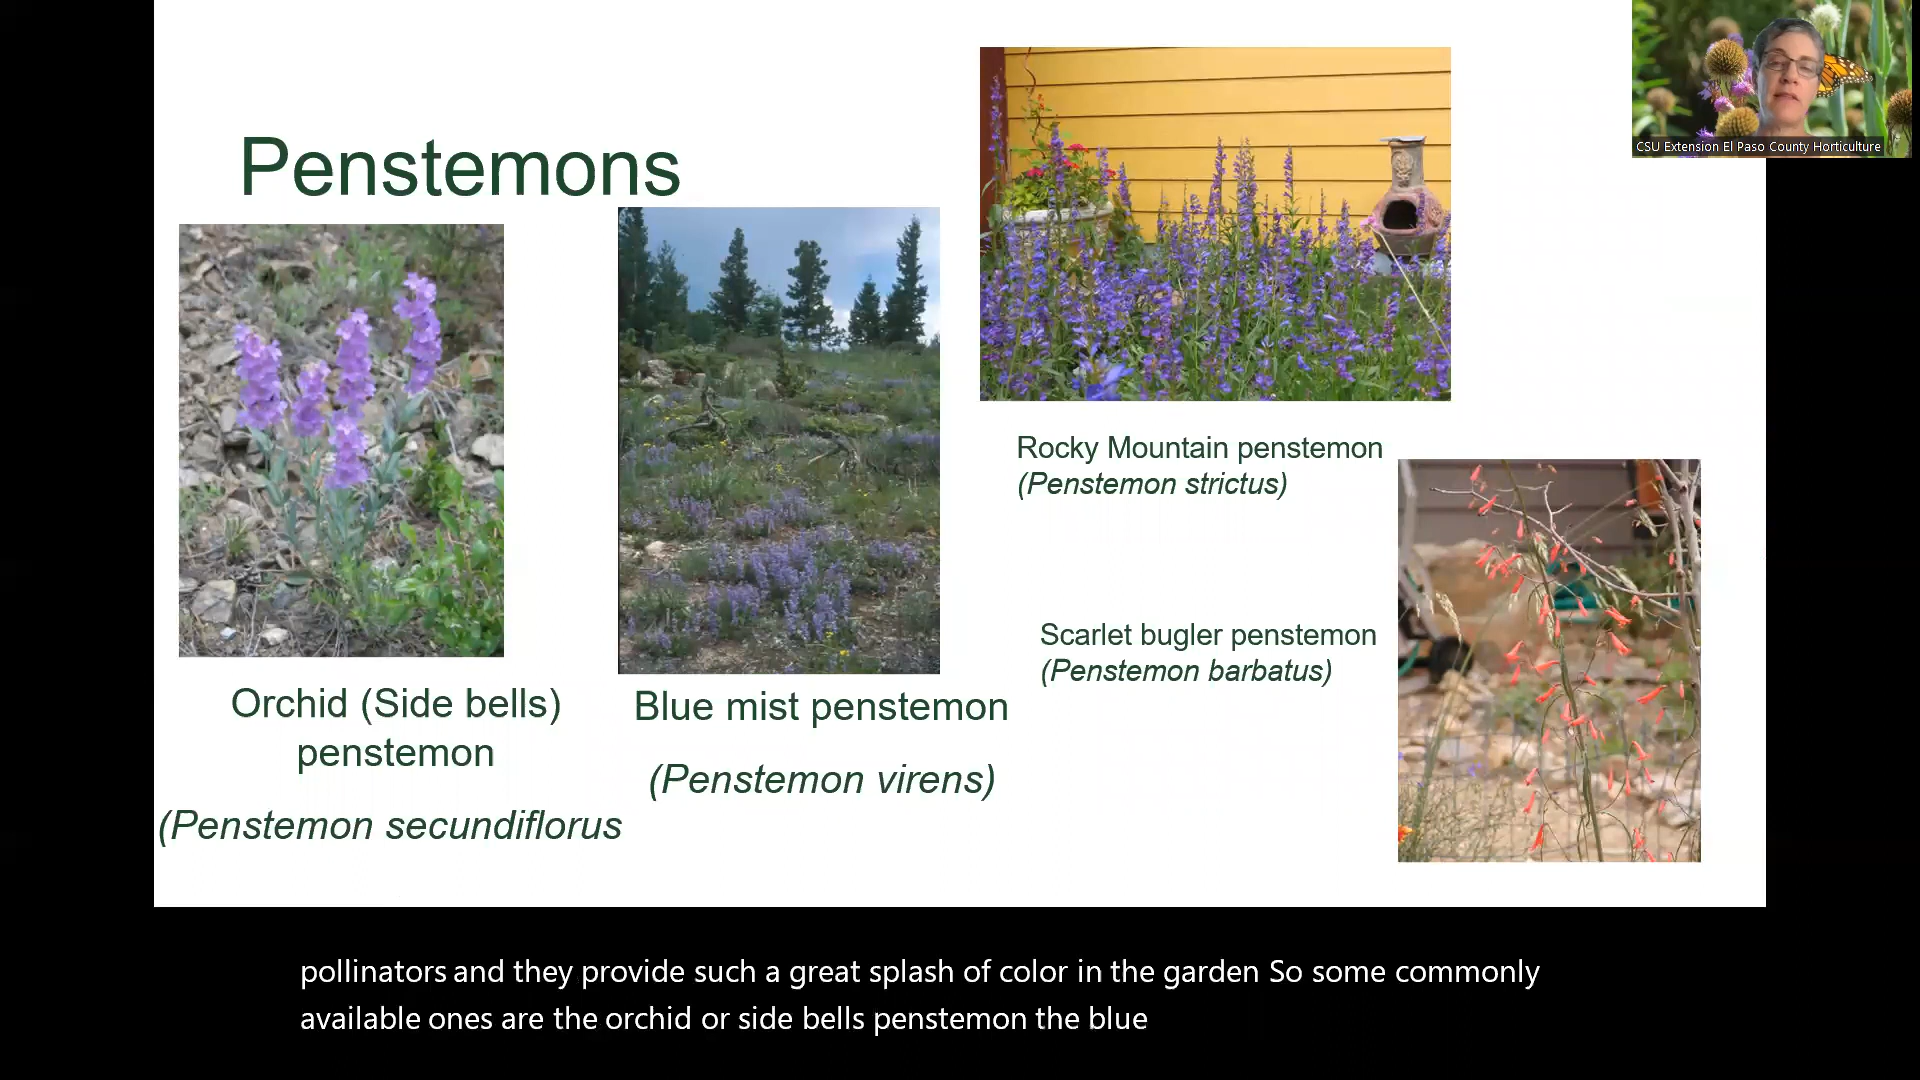 CSU Extension El Paso County Horticulture
Penstemons
Orchid (Side bells)
penstemon
(Penstemon secundiflorus
Blue mist penstemon
(Penstemon virens)
Rocky Mountain penstemon
(Penstemon strictus)
Scarlet bugler penstemon
(Penstemon barbatus)
pollinators and they provide such a great splash of color in the garden So some commonly
available ones are the orchid or side bells penstemon the blue